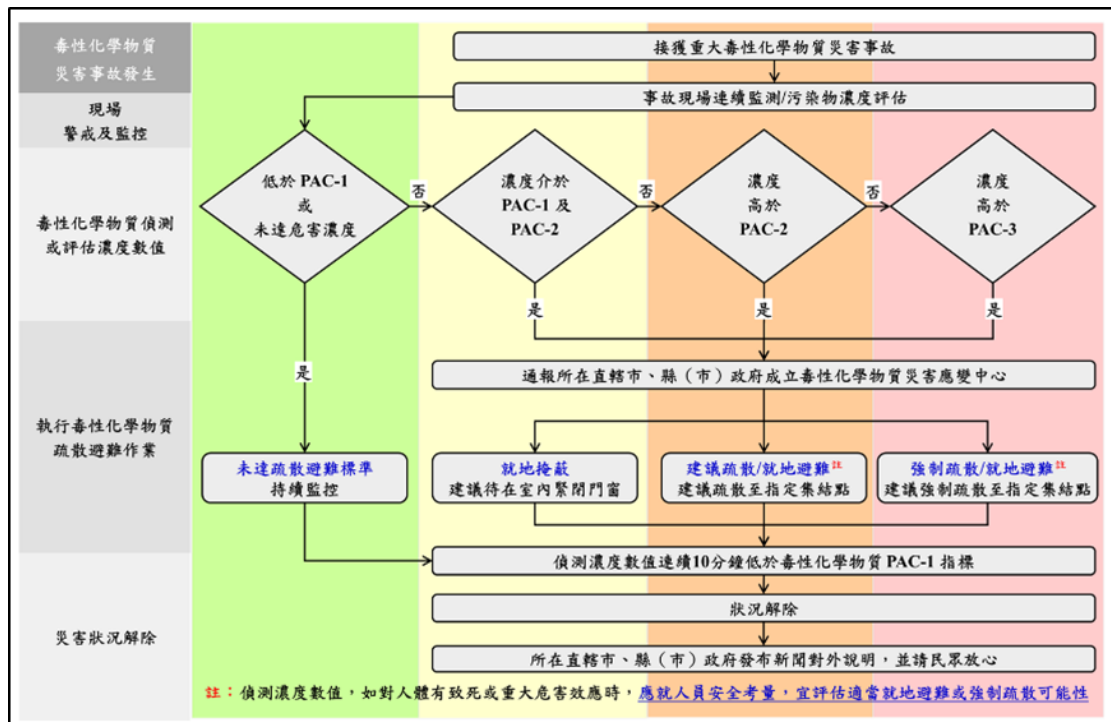 毒性化學物質
災害事故發生
接獲重大毒性化學物質災害事故
現場
警戒及監控
事故現場連續監測/污染物濃度評估
毒性化學物質偵測
或評估濃度數值
低於 PAC-1
或
未達危害濃度
否
濃度介於
PAC-1 及
PAC-2
否
濃度
高於
PAC-2
否
濃度
高於
PAC-3
是
是
是
是
執行毒性化學物質
疏散避難作業
通報所在直轄市、縣（市）政府成立毒性化學物質災害應變中心
未達疏散避難標準
持續監控
就地掩蔽
建議待在室內緊閉門窗
建議疏散/就地避難註
建議疏散至指定集結點
強制疏散/就地避難註
建議強制疏散至指定集結點
災害狀況解除
偵測濃度數值連續10分鐘低於毒性化學物質 PAC-1 指標
狀況解除
所在直轄市、縣（市）政府發布新聞對外說明，並請民眾放心
註：偵測濃度數值，如對人體有致死或重大危害效應時，應就人員安全考量，宜評估適當就地避難或強制疏散可能性